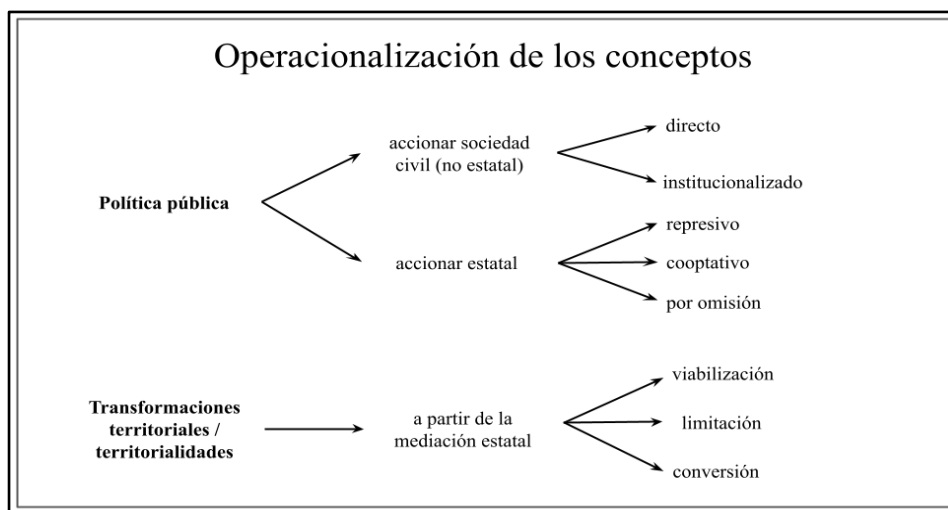 Operacionalización de los conceptos
Política pública
accionar sociedad
civil (no estatal)
directo
institucionalizado
accionar estatal
represivo
cooptativo
por omisión
Transformaciones
territoriales /
territorialidades
a partir de la
mediación estatal
viabilización
limitación
conversión